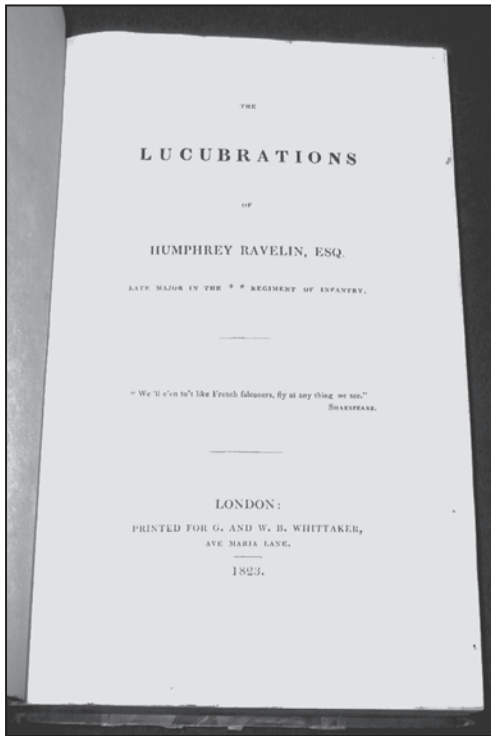 THE
LUCUBRATIONS
OF
HUMPHREY RAVELIN, ESQ.
LATE MAJOR IN THE * * REGIMENT OF INFANTRY.
“ We 'll e'en to't like French falconers, fly at any thing we see.”
SHAKSPEARE.
LONDON:
PRINTED FOR G. AND W. B. WHITTAKER,
AVE MARIA LANE.
1823.